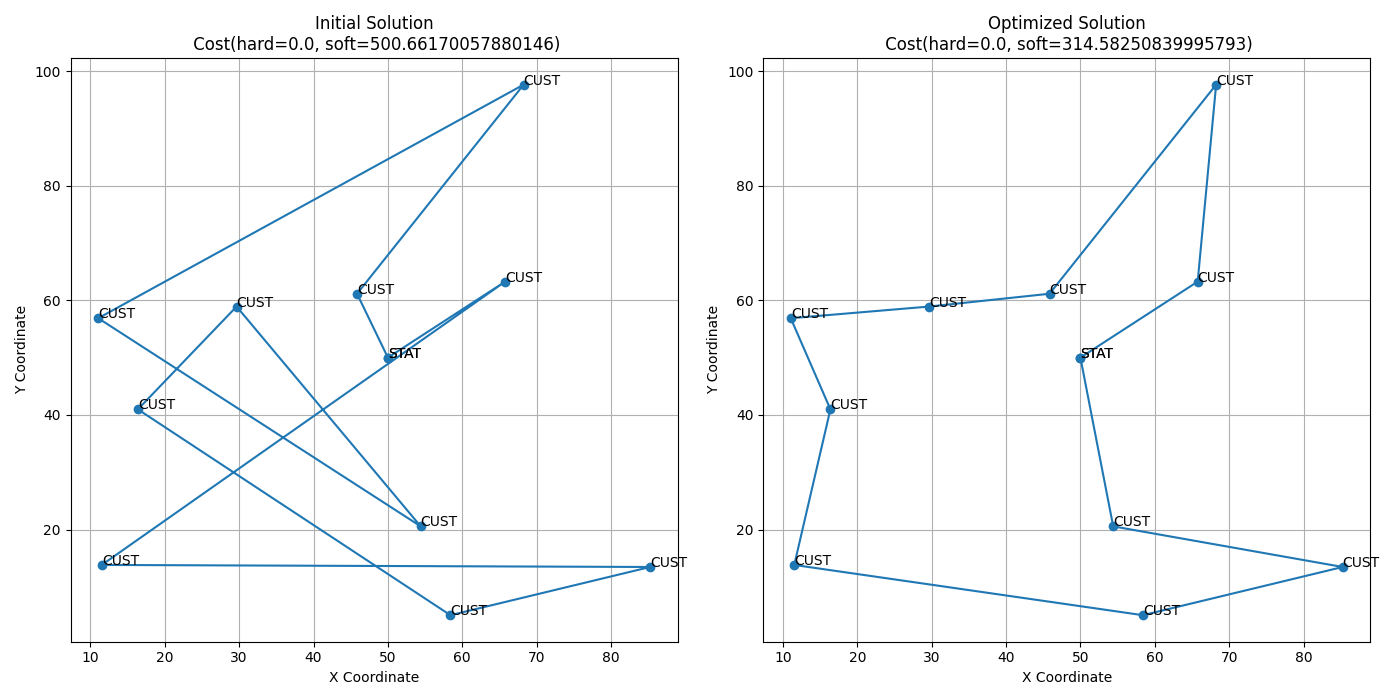 Initial Solution
Cost(hard=0.0, soft=500.66170057880146)
100
80
60
40
20
10
20
30
40
50
60
70
80
Y Coordinate
X Coordinate
CUST
CUST
CUST
CUST
CUST
STAT
CUST
CUST
CUST
CUST
CUST
Optimized Solution
Cost(hard=0.0, soft=314.58250839995793)
100
80
60
40
20
10
20
30
40
50
60
70
80
Y Coordinate
X Coordinate
CUST
CUST
CUST
CUST
CUST
STAT
CUST
CUST
CUST
CUST
CUST